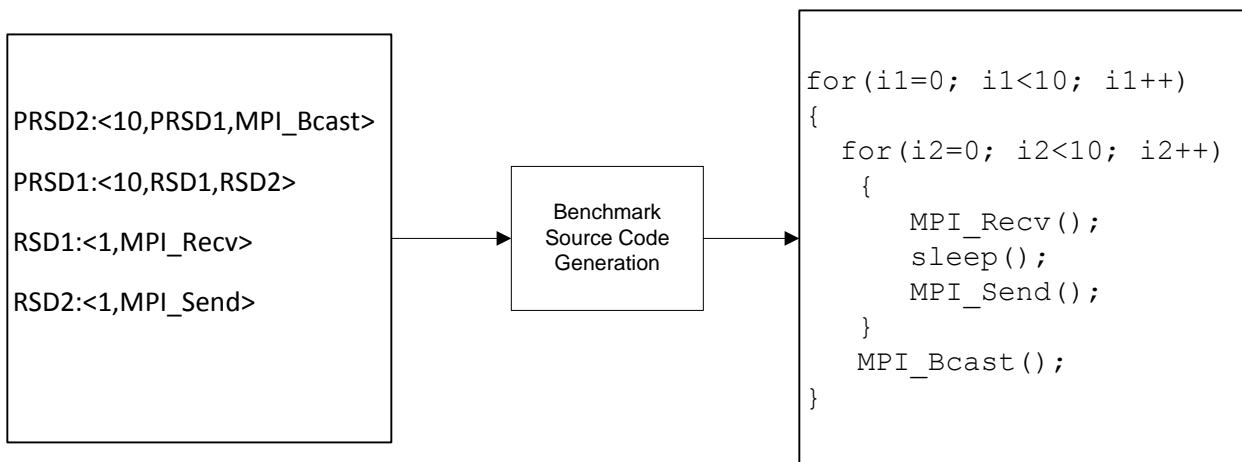 PRSD2:<10,PRSD1,MPI_Bcast>
PRSD1:<10,RSD1,RSD2>
RSD1:<1,MPI_Recv>
RSD2:<1,MPI_Send>
Benchmark
Source Code
Generation
for(i1=0; i1<10; i1++)
{
for(i2=0; i2<10; i2++)
{
MPI_Recv();
sleep();
MPI_Send();
}
MPI_Bcast();
}